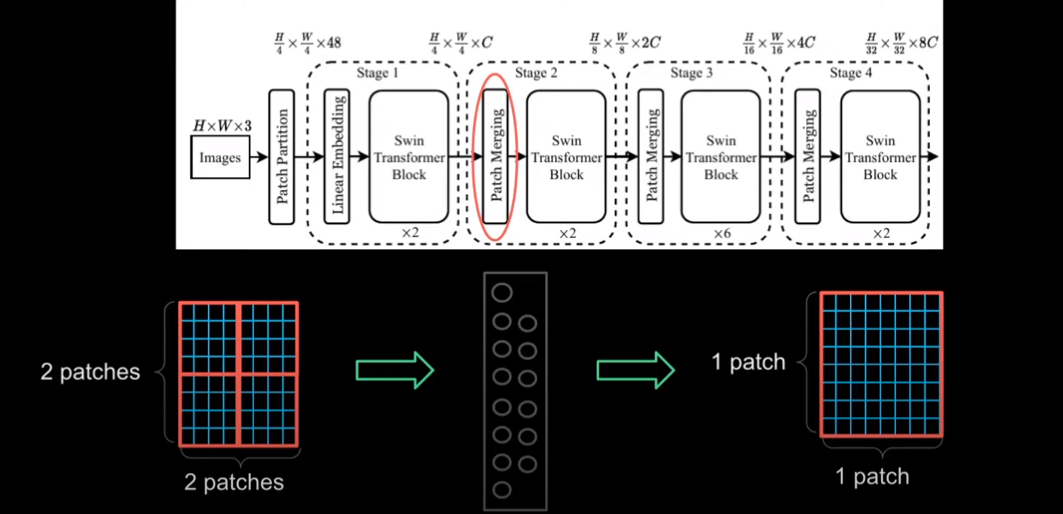 H/4 × W/4 × 48
H/4 × W/4 × C
H/8 × W/8 × 2C
H/16 × W/16 × 4C
H/32 × W/32 × 8C
Stage 1
Stage 2
Stage 3
Stage 4
H×W×3
Images
Patch Partition
Linear Embedding
Swin
Transformer
Block
×2
Patch Merging
Swin
Transformer
Block
×2
Patch Merging
Swin
Transformer
Block
×6
Patch Merging
Swin
Transformer
Block
×2
2 patches
2 patches
1 patch
1 patch